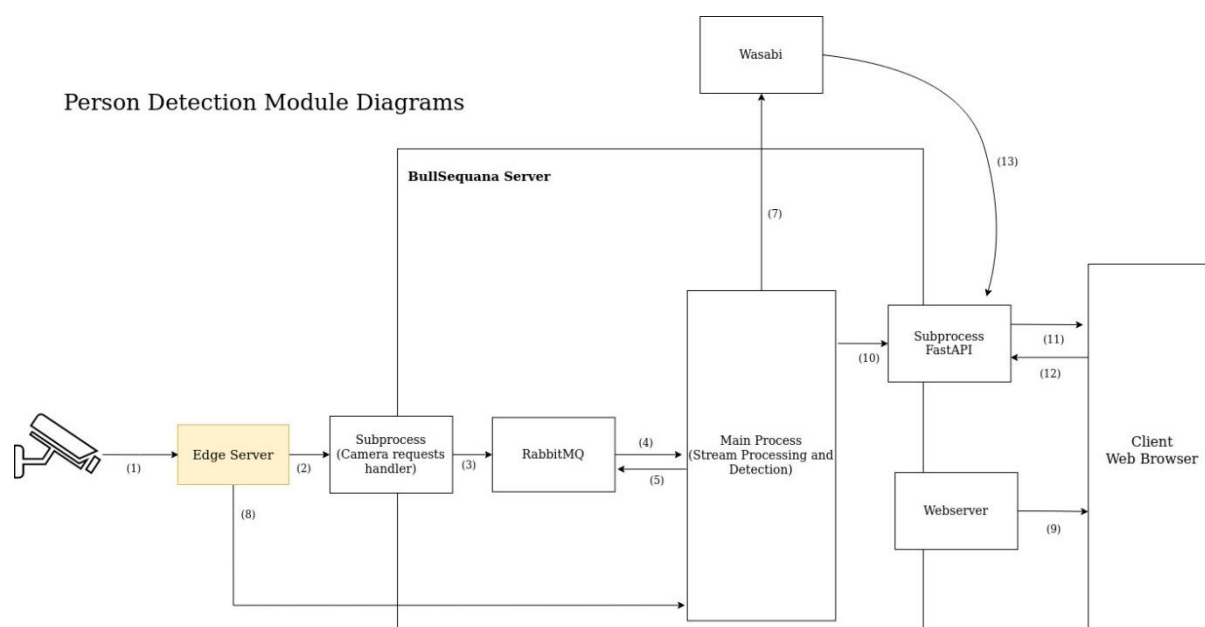 Wasabi
Person Detection Module Diagrams
(13)
BullSequana Server
(7)
Subprocess
FastAPI
(11)
(10)
(12)
Subprocess
(Camera requests
handler)
Edge Server
(1)
(2)
(3)
RabbitMQ
(4)
(5)
Main Process
(Stream Processing and
Detection)
Client
Web Browser
(8)
Webserver
(9)